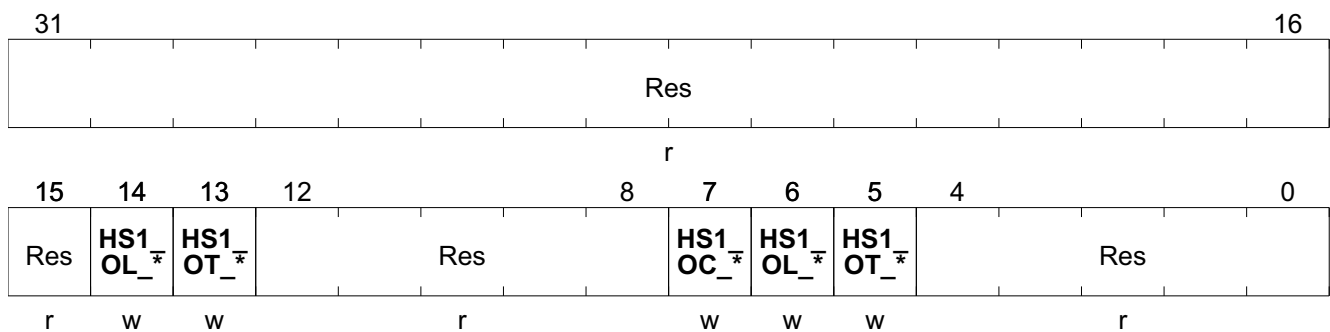 31 16
Res
r
15 14 13 12 8 7 6 5 4 0
Res HS1_ OL_* HS1_ OT_* Res HS1_ OC_* HS1_ OL_* HS1_ OT_* Res
r w w r w w w r